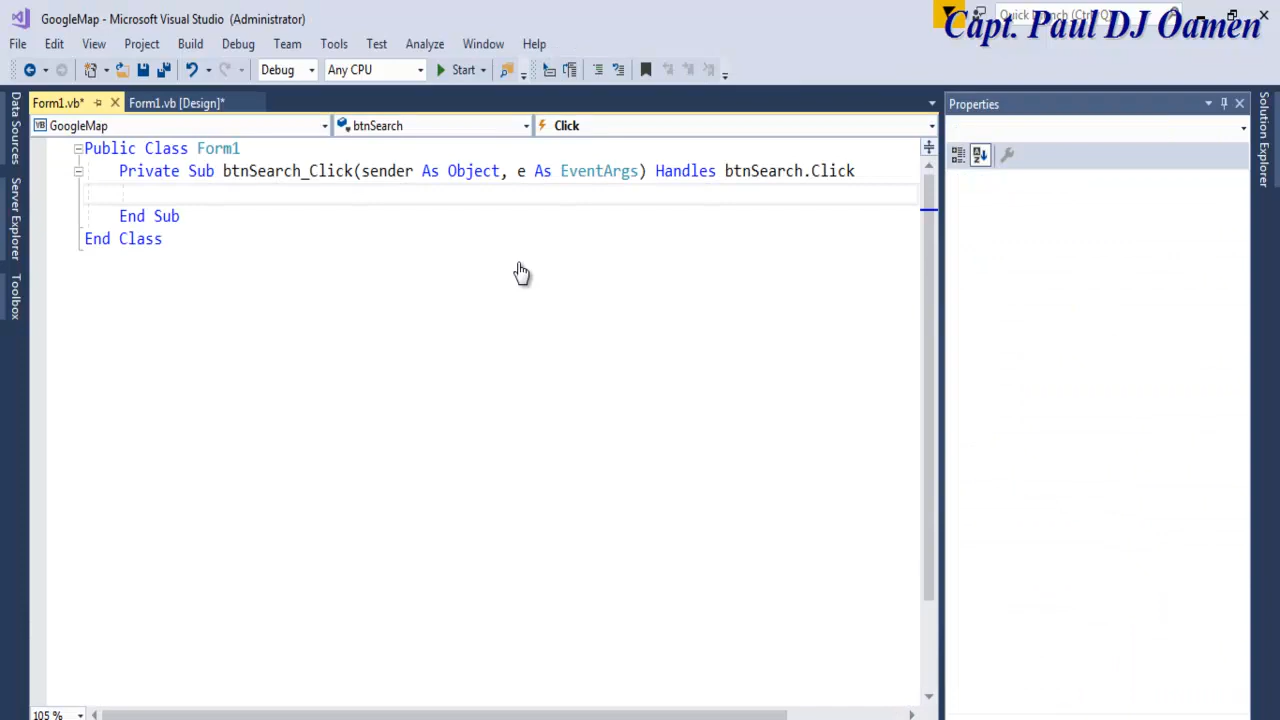 GoogleMap - Microsoft Visual Studio (Administrator)
Quick Launch (Ctrl+Q)
Capt. Paul DJ Oamen
File Edit View Project Build Debug Team Tools Test Analyze Window Help
Debug Any CPU Start
Form1.vb* Form1.vb [Design]*
Properties
GoogleMap btnSearch Click
Data Sources
Server Explorer
Toolbox
Solution Explorer
Public Class Form1
Private Sub btnSearch_Click(sender As Object, e As EventArgs) Handles btnSearch.Click
End Sub
End Class
105 %